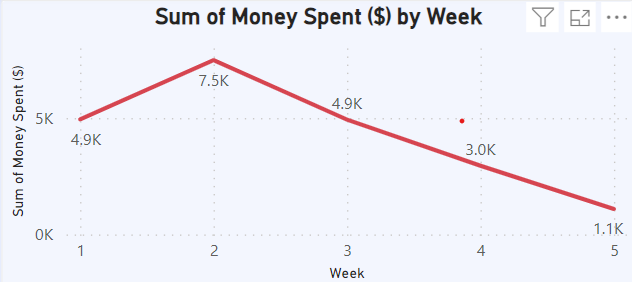 Sum of Money Spent ($) by Week
Sum of Money Spent ($)
5K
0K
4.9K
7.5K
4.9K
3.0K
1.1K
1 2 3 4 5
Week